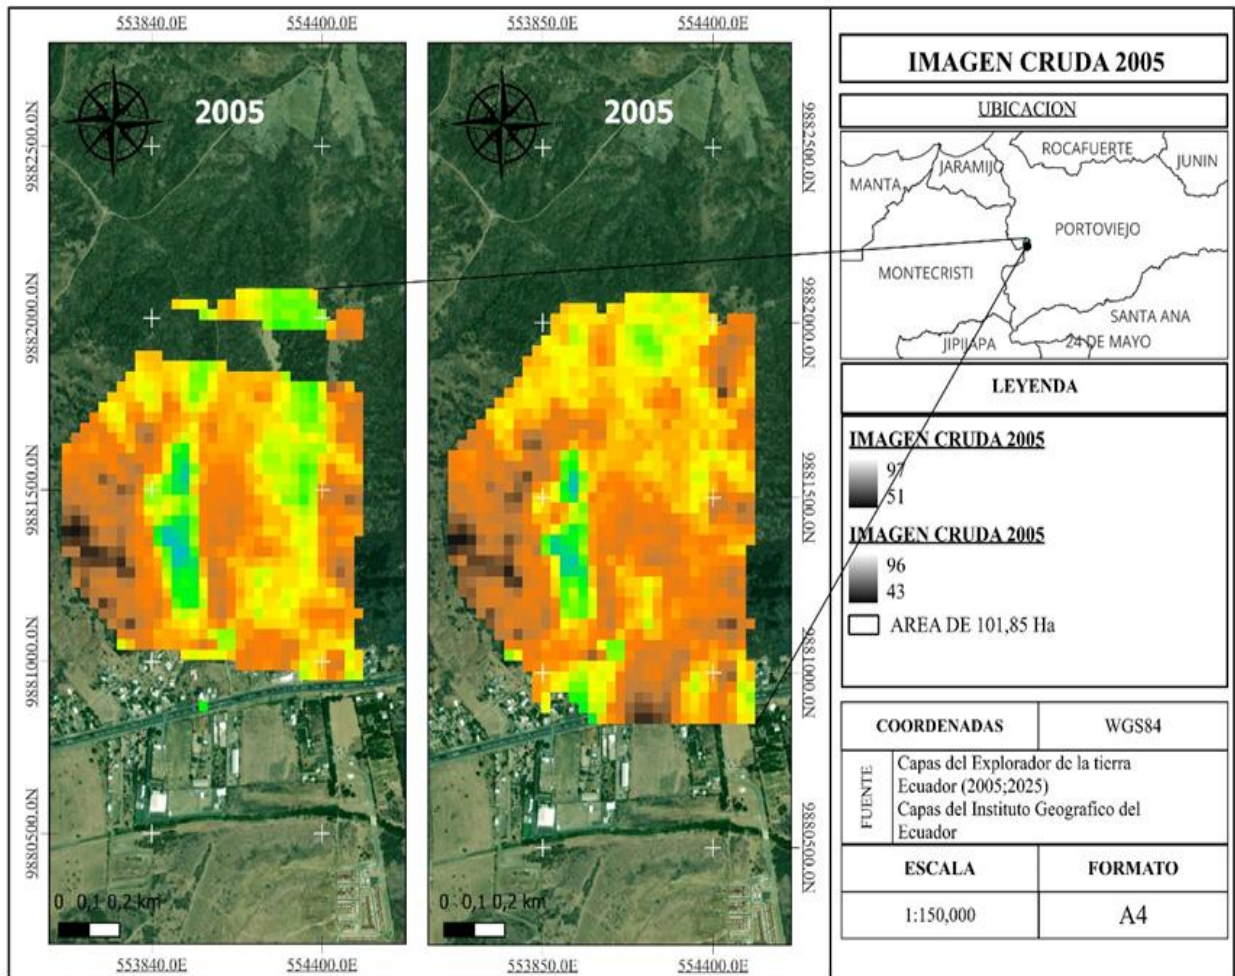 553840.0E
554400.0E
553850.0E
554400.0E
2005
2005
9882500.N
9882000.0N
9881500.0N
9881000.0N
9880500.0N
9882500.0N
9882000.0N
9881500.0N
9881000.0N
9880500.0N
0 0,1 0,2 km
0 0,1 0,2 km
553840.0E
554400.0E
553850.0E
554400.0E
IMAGEN CRUDA 2005
UBICACION
ROCAFUERTE
JUNIN
JARAMIJO
MANTA
PORTOVIEJO
MONTECRISTI
SANTA ANA
JIPIJAPA
24 DE MAYO
LEYENDA
IMAGEN CRUDA 2005
97
51
IMAGEN CRUDA 2005
96
43
AREA DE 101,85 Ha
COORDENADAS
WGS84
FUENTE
Capas del Explorador de la tierra
Ecuador (2005;2025)
Capas del Instituto Geografico del
Ecuador
ESCALA
FORMATO
1:150,000
A4